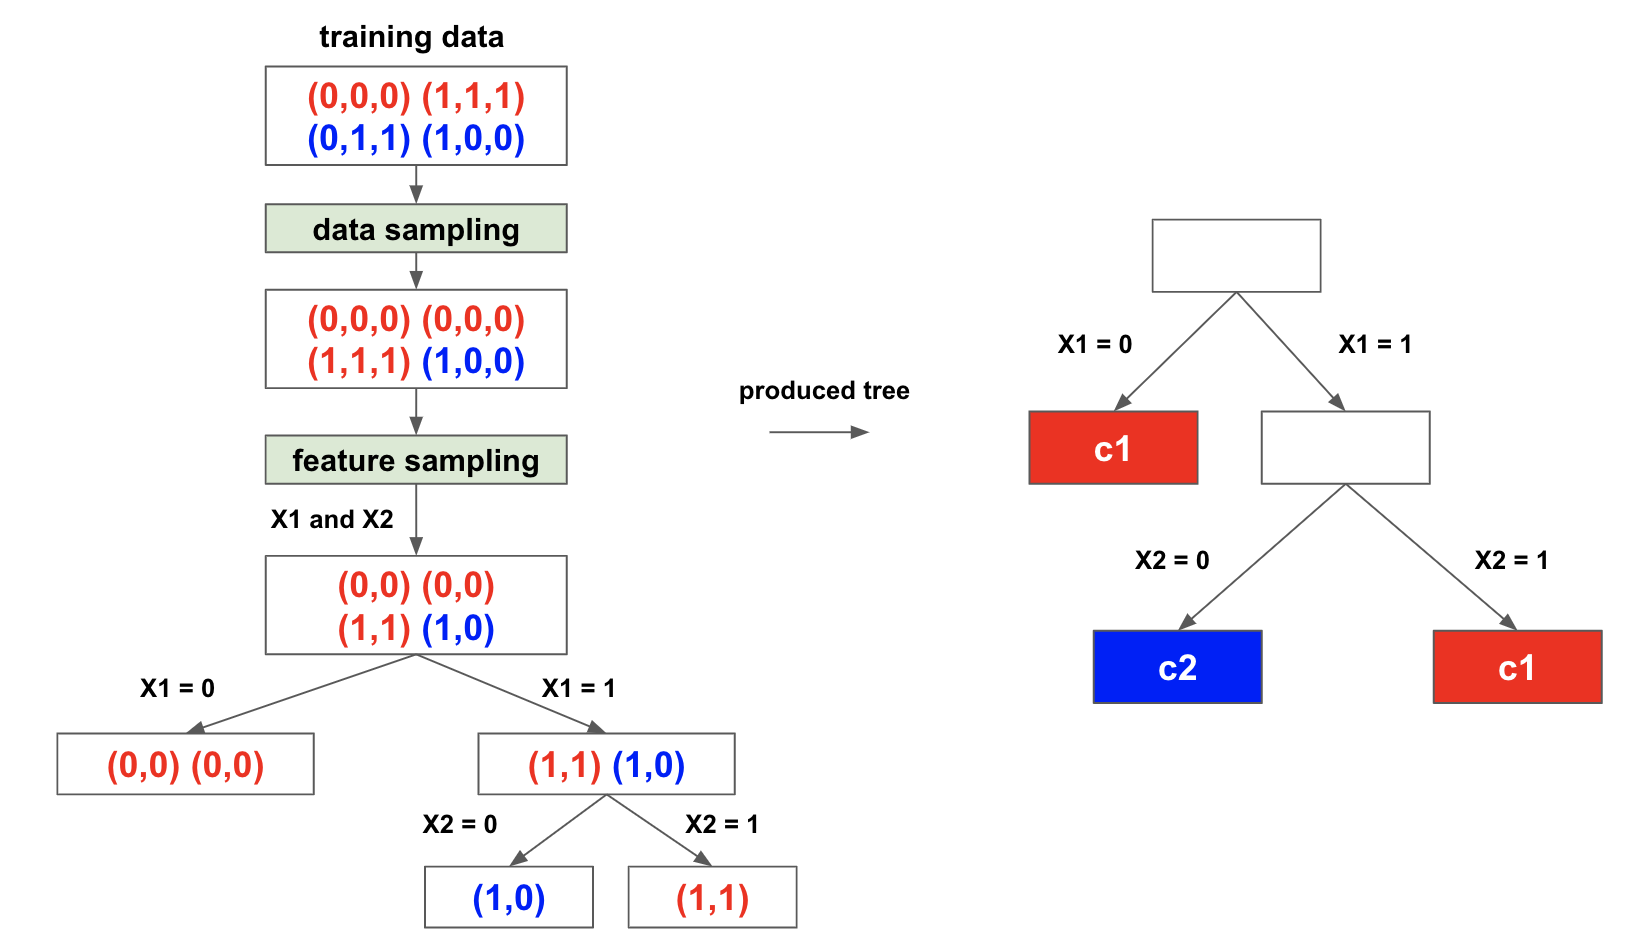 training data
(0,0,0) (1,1,1)
(0,1,1) (1,0,0)
data sampling
(0,0,0) (0,0,0)
(1,1,1) (1,0,0)
feature sampling
X1 and X2
(0,0) (0,0)
(1,1) (1,0)
X1 = 0
X1 = 1
(0,0) (0,0)
(1,1) (1,0)
X2 = 0
X2 = 1
(1,0)
(1,1)
produced tree
X1 = 0
X1 = 1
c1
X2 = 0
X2 = 1
c2
c1